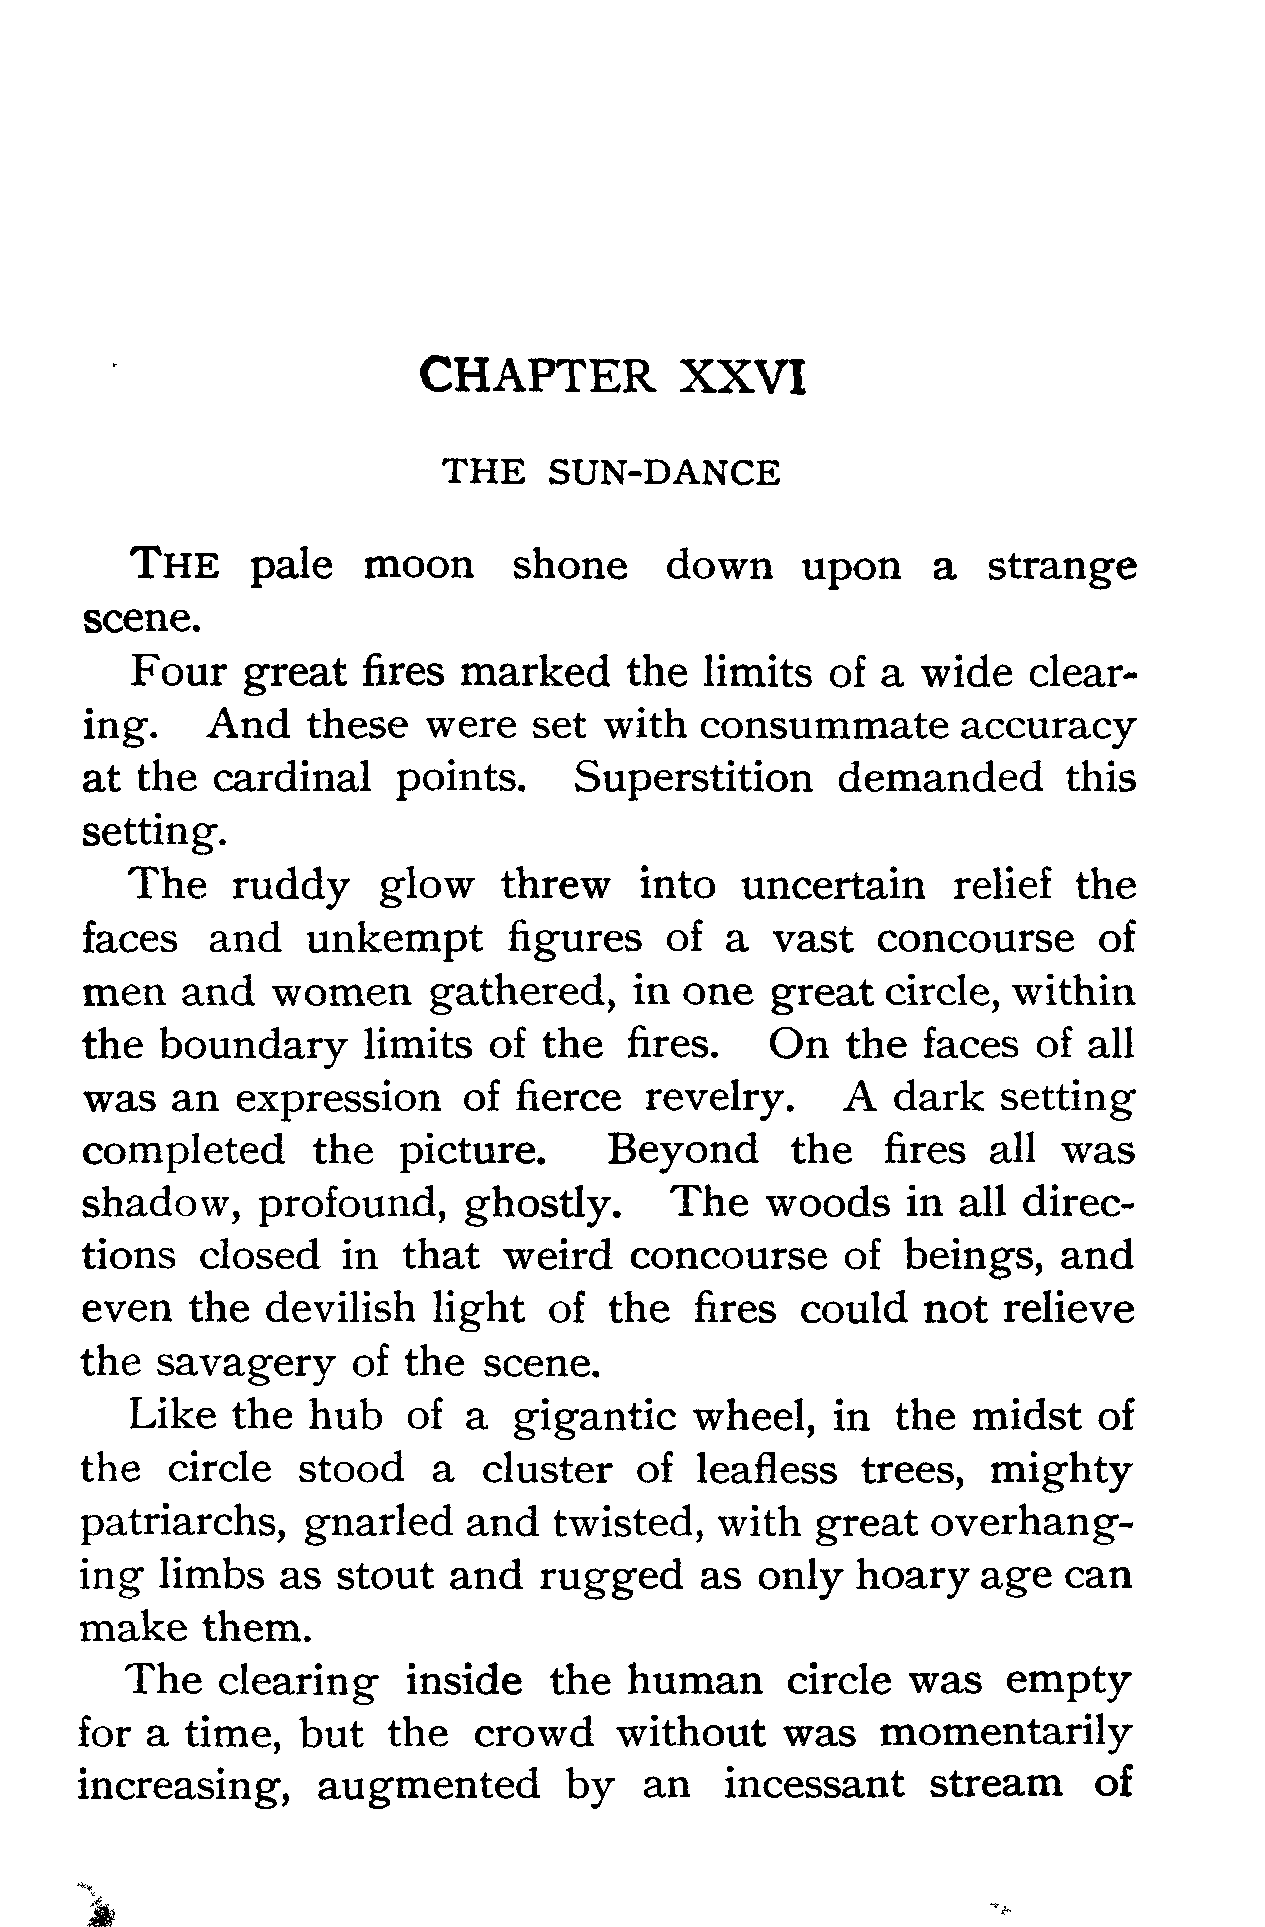 CHAPTER XXVI
THE SUN-DANCE
THE pale moon shone down upon a strange
scene.
Four great fires marked the limits of a wide clear-
ing. And these were set with consummate accuracy
at the cardinal points. Superstition demanded this
setting.
The ruddy glow threw into uncertain relief the
faces and unkempt figures of a vast concourse of
men and women gathered, in one great circle, within
the boundary limits of the fires. On the faces of all
was an expression of fierce revelry. A dark setting
completed the picture. Beyond the fires all was
shadow, profound, ghostly. The woods in all direc-
tions closed in that weird concourse of beings, and
even the devilish light of the fires could not relieve
the savagery of the scene.
Like the hub of a gigantic wheel, in the midst of
the circle stood a cluster of leafless trees, mighty
patriarchs, gnarled and twisted, with great overhang-
ing limbs as stout and rugged as only hoary age can
make them.
The clearing inside the human circle was empty
for a time, but the crowd without was momentarily
increasing, augmented by an incessant stream of